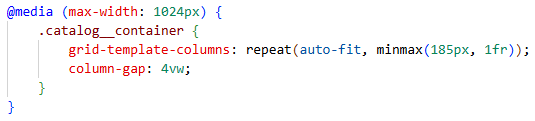 @media (max-width: 1024px) {
    .catalog__container {
        grid-template-columns: repeat(auto-fit, minmax(185px, 1fr));
        column-gap: 4vw;
    }
}